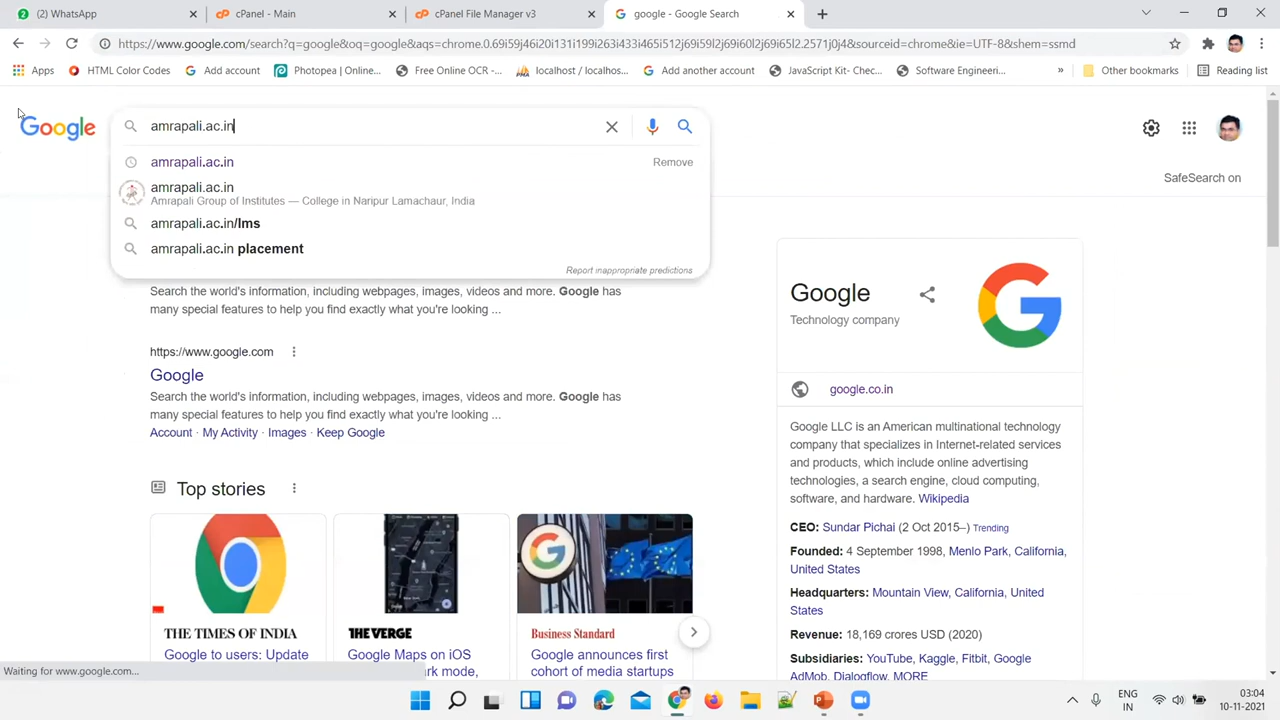 (2) WhatsApp
cPanel - Main
cPanel File Manager v3
google - Google Search
https://www.google.com/search?q=google&oq=google&aqs=chrome.0.69i59j46i20i131i199i263i433i465i512j69i59j69i60l2j69i65l2.2571j0j4&sourceid=chrome&ie=UTF-8&shem=ssmd
Apps
HTML Color Codes
Add account
Photopea | Online...
Free Online OCR -...
localhost / localhos...
Add another account
JavaScript Kit- Chec...
Software Engineeri...
»
Other bookmarks
Reading list
Google
amrapali.ac.in
SafeSearch on
amrapali.ac.in
Remove
amrapali.ac.in
Amrapali Group of Institutes — College in Naripur Lamachaur, India
amrapali.ac.in/lms
amrapali.ac.in placement
Report inappropriate predictions
Search the world's information, including webpages, images, videos and more. Google has
many special features to help you find exactly what you're looking ...
https://www.google.com
Google
Search the world's information, including webpages, images, videos and more. Google has
many special features to help you find exactly what you're looking ...
Account · My Activity · Images · Keep Google
Top stories
THE TIMES OF INDIA
Google to users: Update
THE VERGE
Google Maps on iOS
rk mode,
Business Standard
Google announces first
cohort of media startups
Google
Technology company
google.co.in
Google LLC is an American multinational technology
company that specializes in Internet-related services
and products, which include online advertising
technologies, a search engine, cloud computing,
software, and hardware. Wikipedia
CEO: Sundar Pichai (2 Oct 2015–) Trending
Founded: 4 September 1998, Menlo Park, California,
United States
Headquarters: Mountain View, California, United
States
Revenue: 18,169 crores USD (2020)
Subsidiaries: YouTube, Kaggle, Fitbit, Google
AdMob, Dialogflow, MORE
Waiting for www.google.com...
ENG
IN
03:04
10-11-2021